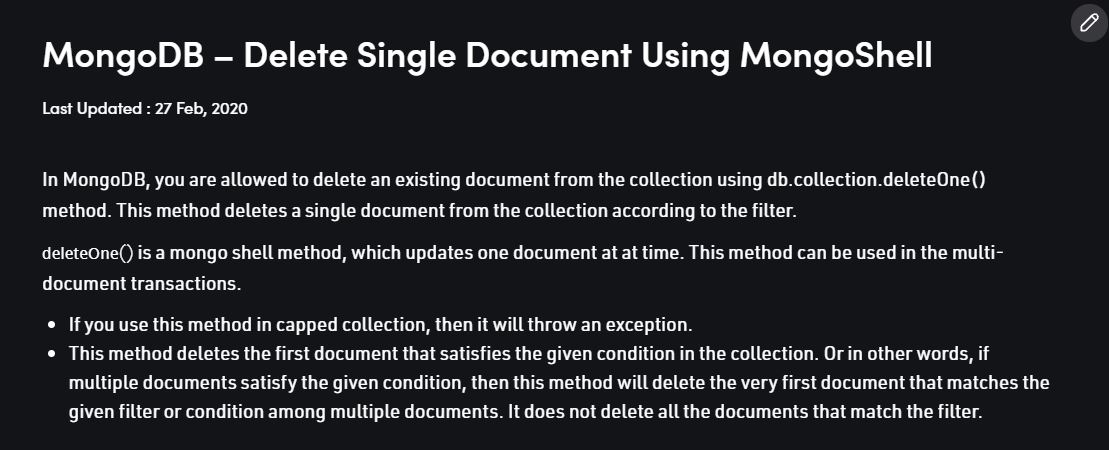 MongoDB – Delete Single Document Using MongoShell
Last Updated : 27 Feb, 2020
In MongoDB, you are allowed to delete an existing document from the collection using db.collection.deleteOne()
method. This method deletes a single document from the collection according to the filter.
deleteOne() is a mongo shell method, which updates one document at at time. This method can be used in the multi-
document transactions.
• If you use this method in capped collection, then it will throw an exception.
• This method deletes the first document that satisfies the given condition in the collection. Or in other words, if
multiple documents satisfy the given condition, then this method will delete the very first document that matches the
given filter or condition among multiple documents. It does not delete all the documents that match the filter.